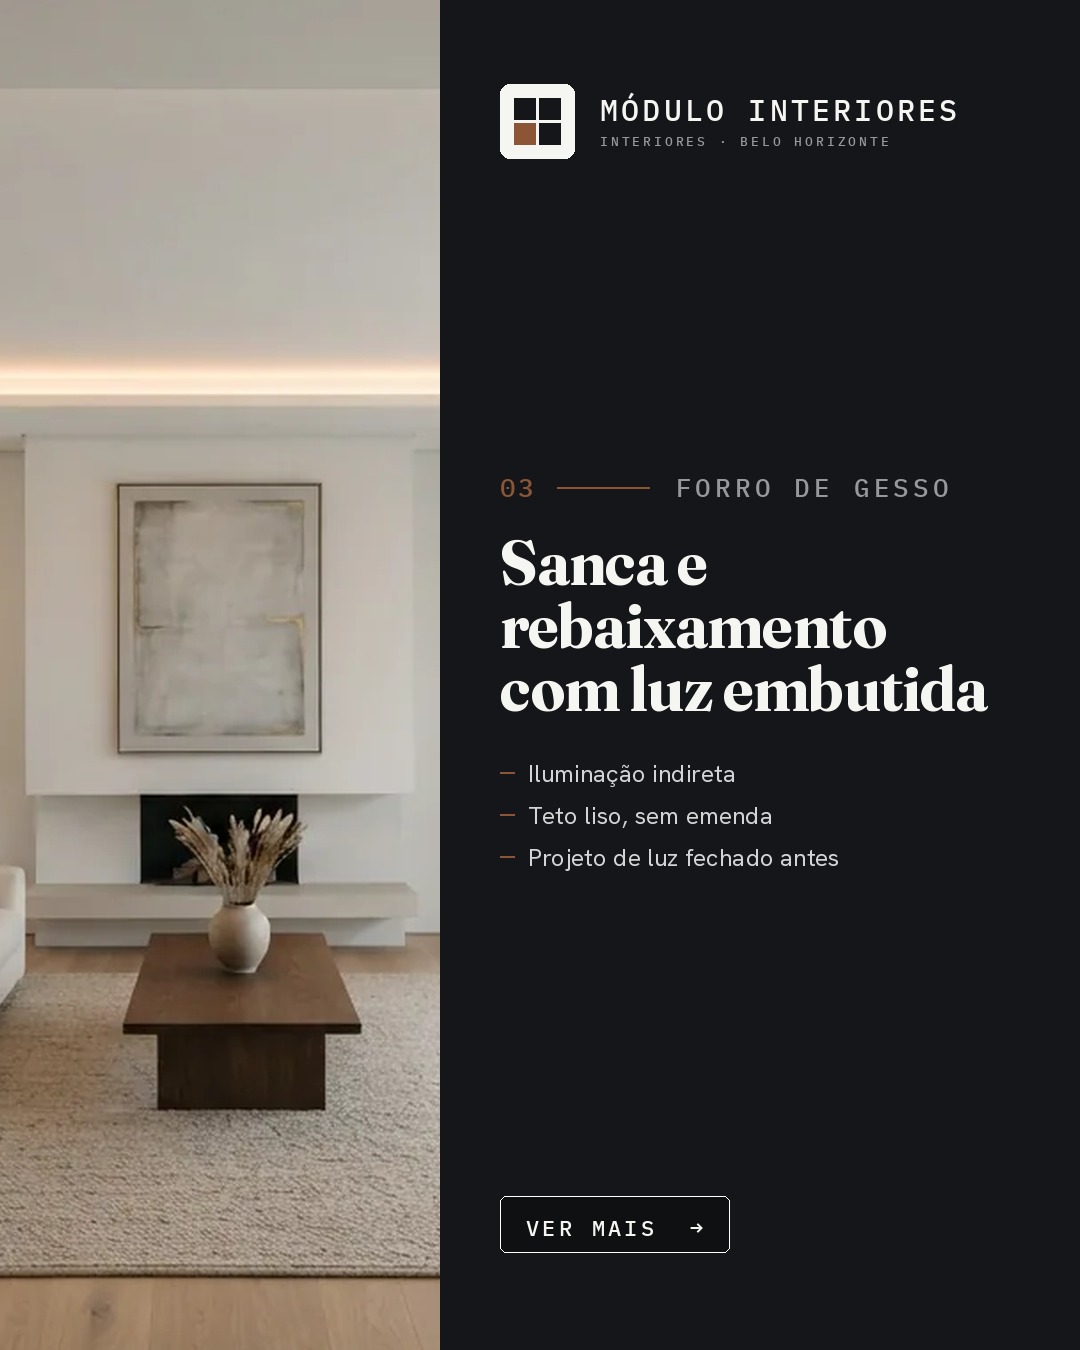 MÓDULO INTERIORES
INTERIORES · BELO HORIZONTE
03 FORRO DE GESSO
Sanca e
rebaixamento
com luz embutida
Iluminação indireta
Teto liso, sem emenda
Projeto de luz fechado antes
VER MAIS →